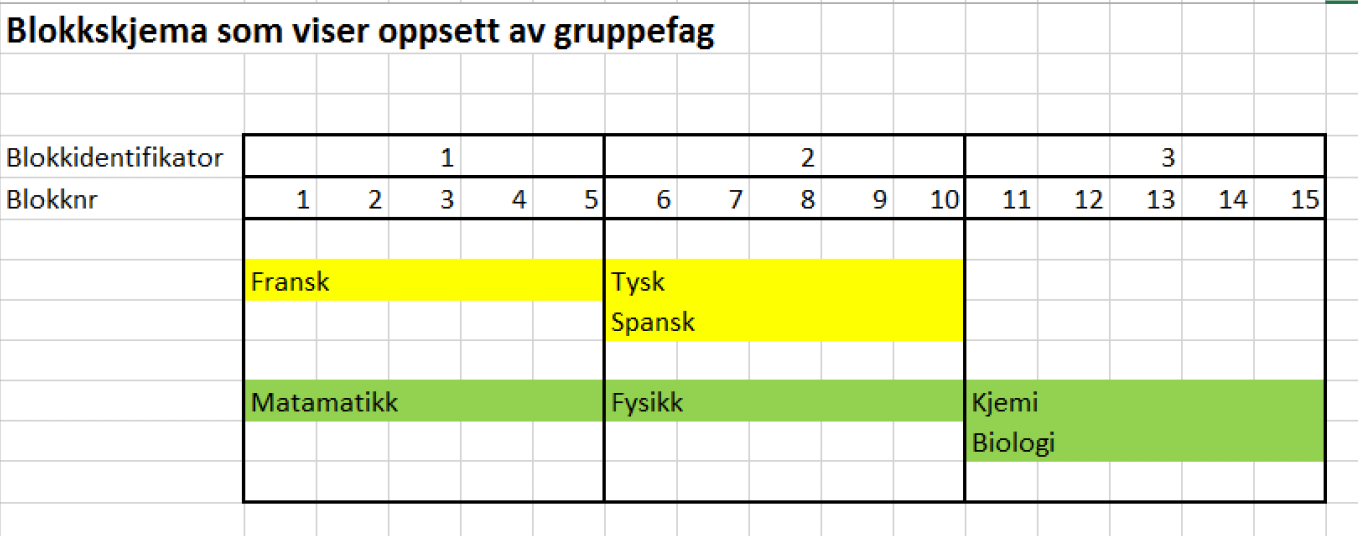 Blokkskjema som viser oppsett av gruppefag
Blokkidentifikator 1 2 3
Blokknr 1 2 3 4 5 6 7 8 9 10 11 12 13 14 15
Fransk Tysk
Spansk
Matamatikk Fysikk Kjemi
Biologi